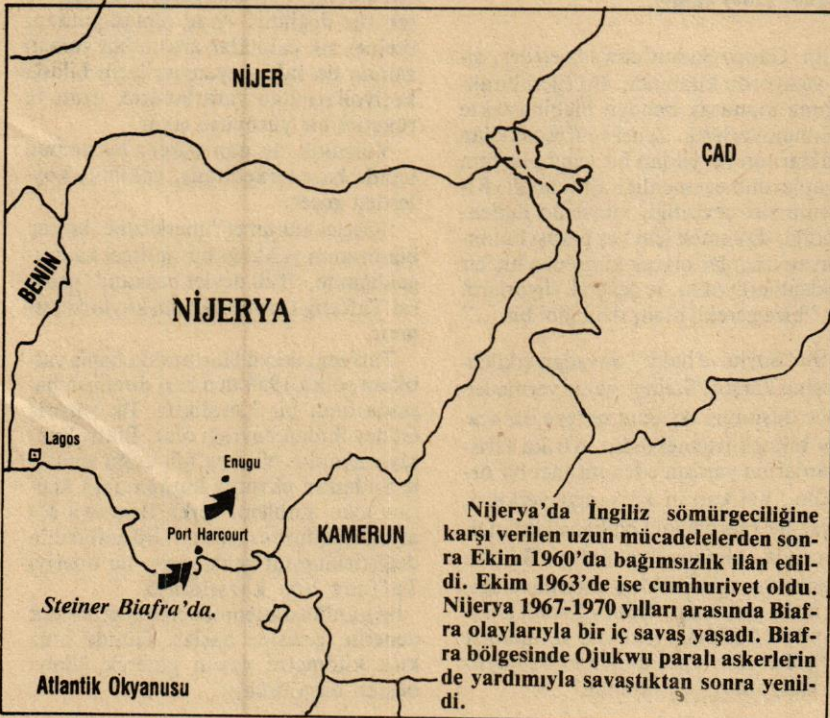 NİJER
ÇAD
BENİN
NİJERYA
Lagos
Enugu
Port Harcourt
KAMERUN
Steiner Biafra'da.
Atlantik Okyanusu
Nijerya'da İngiliz sömürgeciliğine
karşı verilen uzun mücadelelerden son-
ra Ekim 1960'da bağımsızlık ilân edil-
di. Ekim 1963'de ise cumhuriyet oldu.
Nijerya 1967-1970 yılları arasında Biaf-
ra olaylarıyla bir iç savaş yaşadı. Biaf-
ra bölgesinde Ojukwu paralı askerlerin
de yardımıyla savaştıktan sonra yenil-
di.